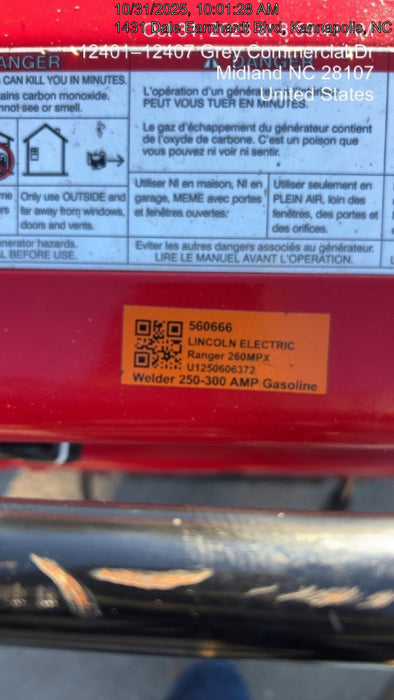 10/31/2025, 10:01:28 AM
1431 Dale Earnhardt Blvd, Kannapolis, NC
12401–12407 Grey Commercial Dr
Midland NC 28107
United States
ANGER
DANGER
CAN KILL YOU IN MINUTES.
ains carbon monoxide.
nnot see or smell.
L'opération d'un
PEUT VOUS TUER EN MINUTES.
Le gaz d'échappement du générateur contient
de l'oxyde de carbone. C'est un poison que
vous pouvez ni voir ni sentir.
Only use OUTSIDE and
far away from windows,
doors and vents.
Utiliser NI en maison, NI en
garage, MEME avec portes
et fenêtres ouvertes.
Utiliser seulement en
PLEIN AIR, loin des
fenêtres, des portes et
des orifices.
nerator hazards.
L BEFORE USE.
Eviter les autres dangers associés au générateur.
LIRE LE MANUEL AVANT L'OPERATION.
560666
LINCOLN ELECTRIC
Ranger 260MPX
U1250606372
Welder 250-300 AMP Gasoline